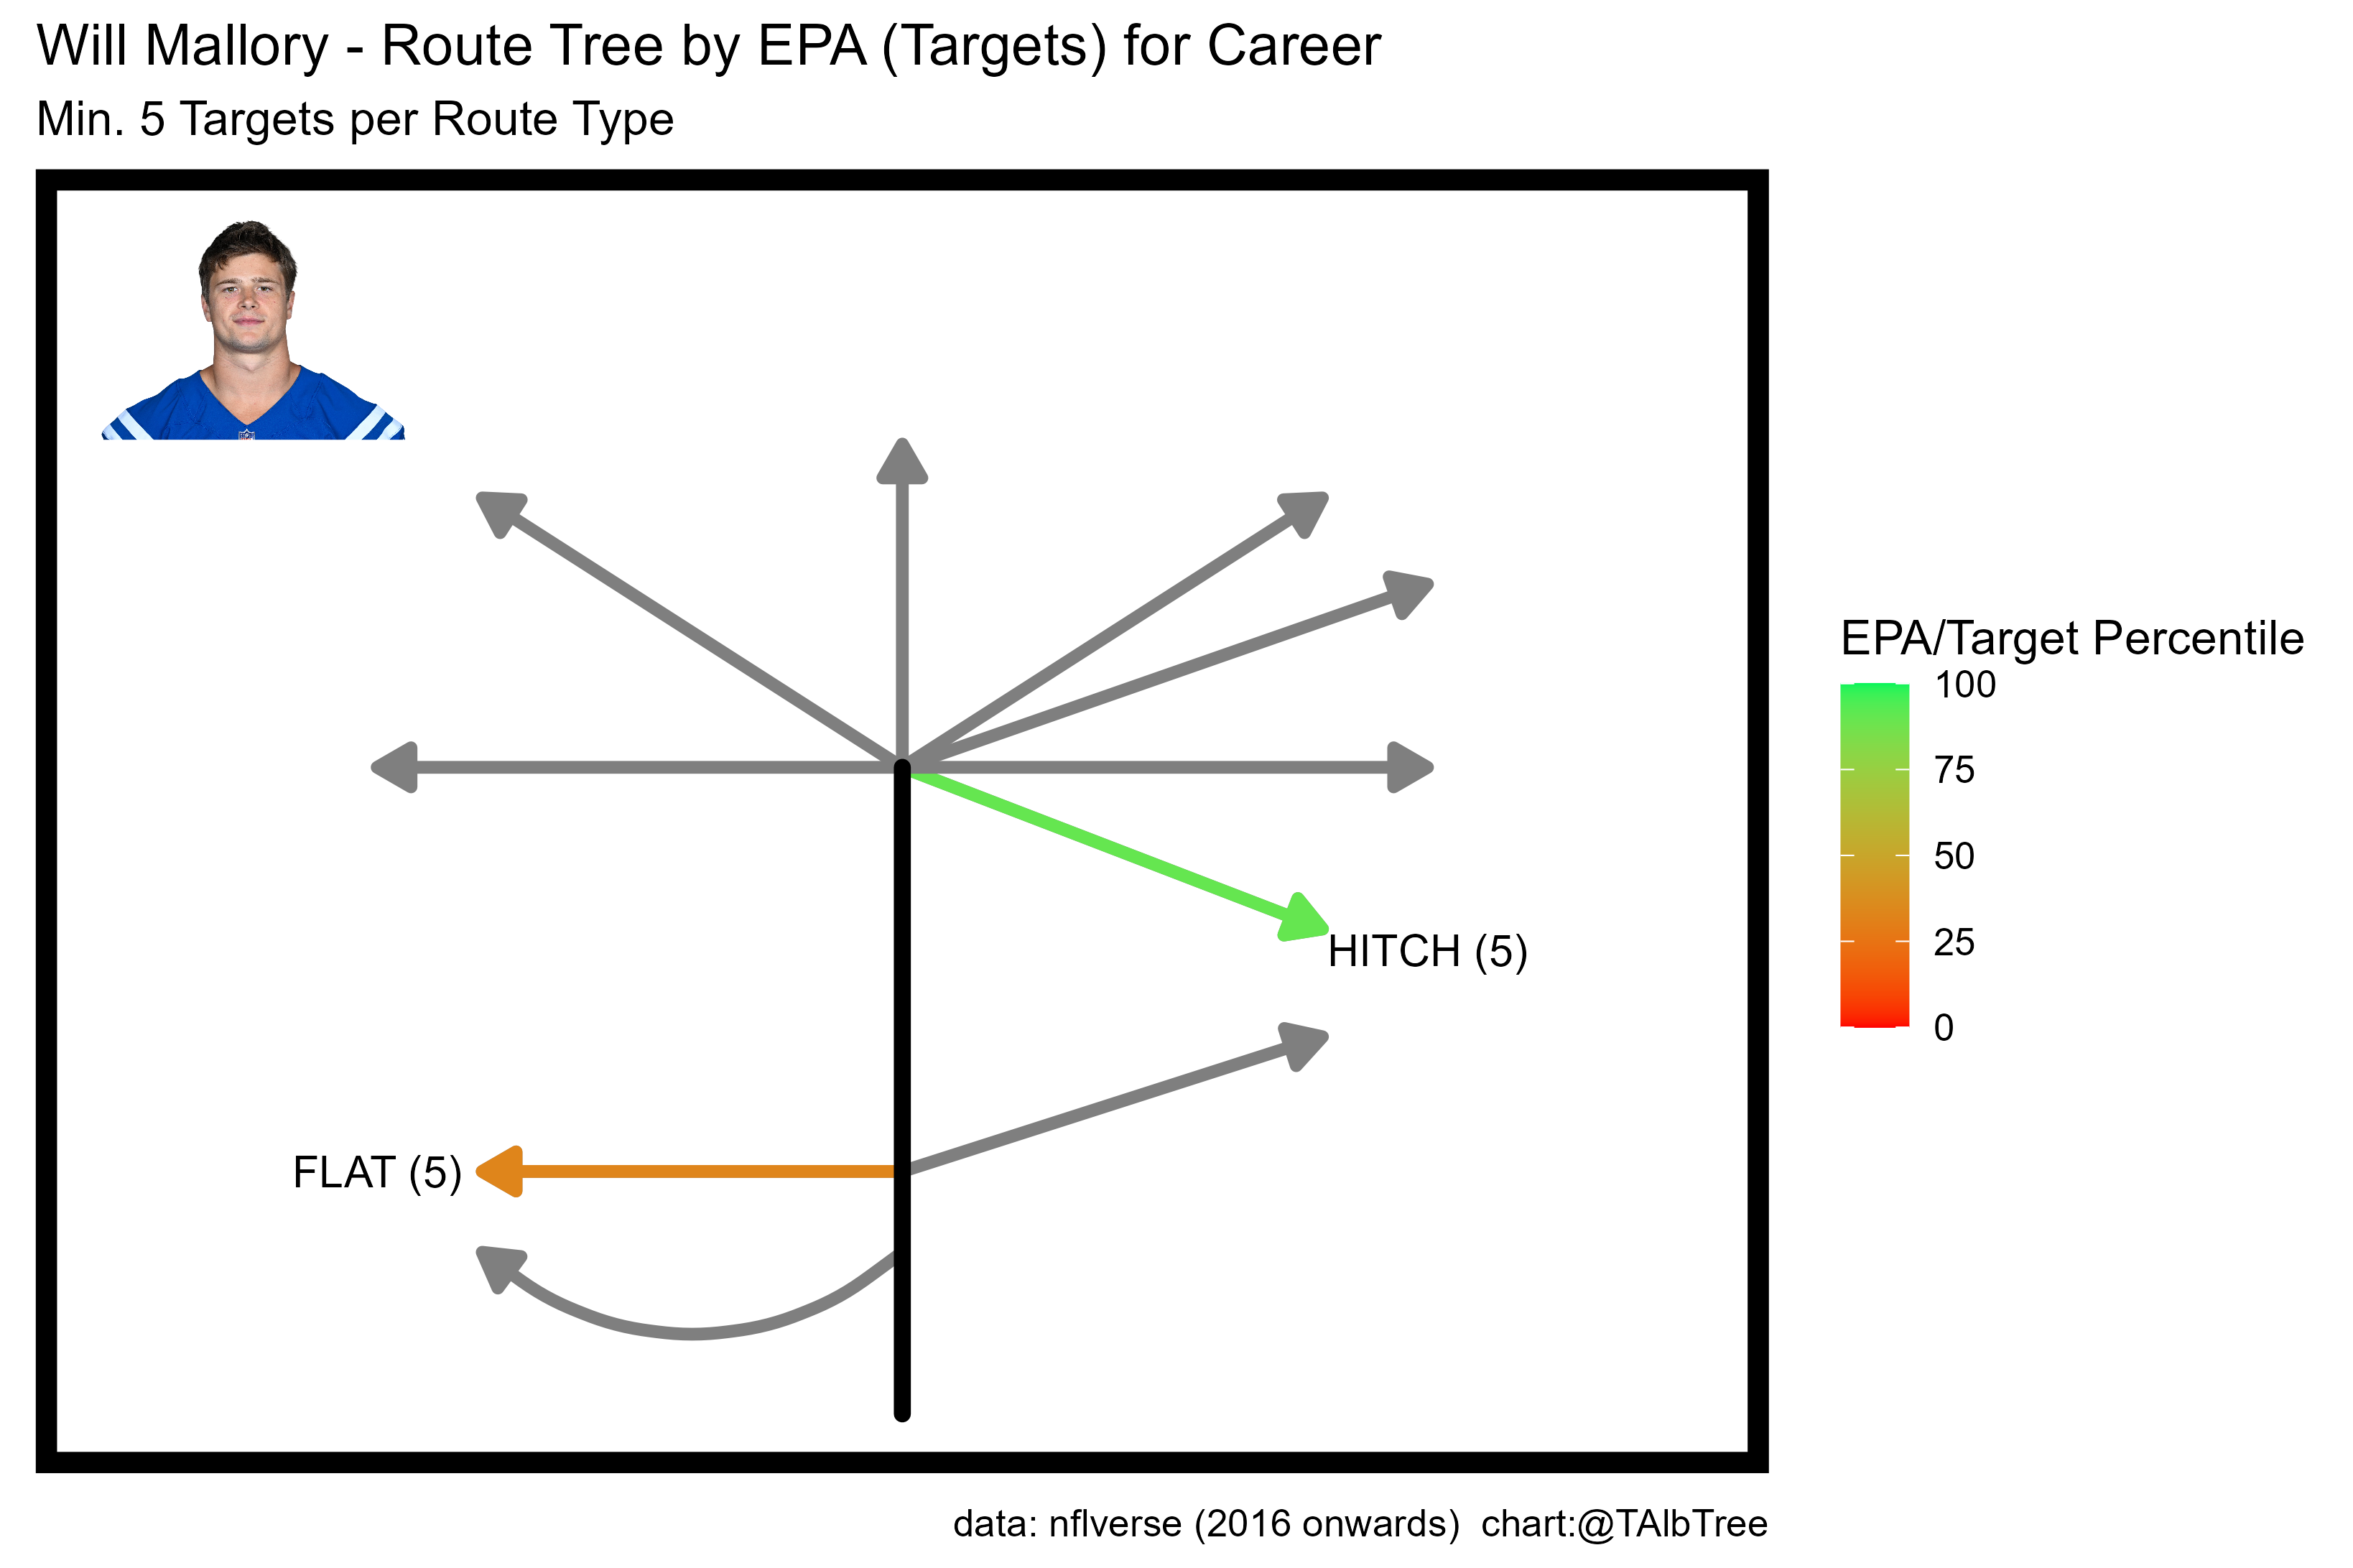 Will Mallory - Route Tree by EPA (Targets) for Career
Min. 5 Targets per Route Type
EPA/Target Percentile
100
75
50
25
0
HITCH (5)
FLAT (5)
data: nflverse (2016 onwards)  chart:@TAlbTree